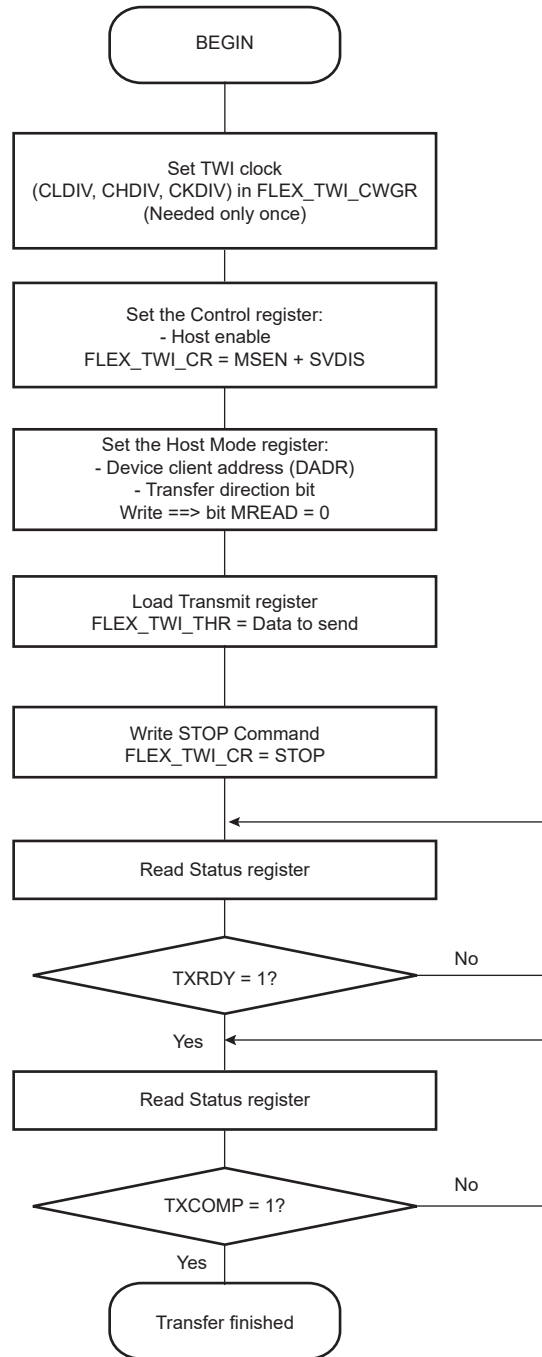 BEGIN
Set TWI clock
(CLDIV, CHDIV, CKDIV) in FLEX_TWI_CWGR
(Needed only once)
Set the Control register:
- Host enable
FLEX_TWI_CR = MSEN + SVDIS
Set the Host Mode register:
- Device client address (DADR)
- Transfer direction bit
Write ==> bit MREAD = 0
Load Transmit register
FLEX_TWI_THR = Data to send
Write STOP Command
FLEX_TWI_CR = STOP
Read Status register
TXRDY = 1?
No
Yes
Read Status register
TXCOMP = 1?
No
Yes
Transfer finished